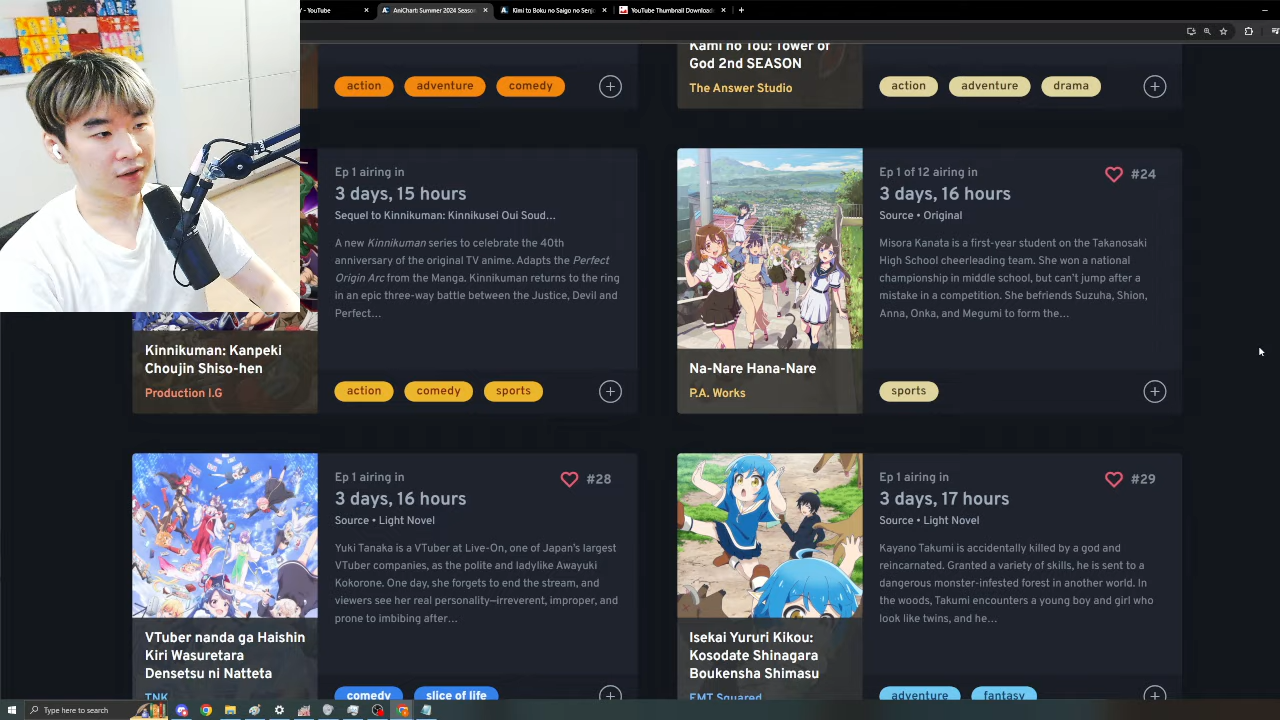 - YouTube
AniChart: Summer 2024 Season
Kimi to Boku no Saigo no Senj
YouTube Thumbnail Download
Kami no Tou: Tower of
God 2nd SEASON
The Answer Studio
action
adventure
comedy
action
adventure
drama
Ep 1 airing in
3 days, 15 hours
Sequel to Kinnikuman: Kinnikusei Oui Soud...
A new Kinnikuman series to celebrate the 40th
anniversary of the original TV anime. Adapts the Perfect
Origin Arc from the Manga. Kinnikuman returns to the ring
in an epic three-way battle between the Justice, Devil and
Perfect...
Kinnikuman: Kanpeki
Choujin Shiso-hen
Production I.G
action
comedy
sports
Ep 1 of 12 airing in
#24
3 days, 16 hours
Source • Original
Misora Kanata is a first-year student on the Takanosaki
High School cheerleading team. She won a national
championship in middle school, but can't jump after a
mistake in a competition. She befriends Suzuha, Shion,
Anna, Onka, and Megumi to form the...
Na-Nare Hana-Nare
P.A. Works
sports
Ep 1 airing in
#28
3 days, 16 hours
Source • Light Novel
Yuki Tanaka is a VTuber at Live-On, one of Japan's largest
VTuber companies, as the polite and ladylike Awayuki
Kokorone. One day, she forgets to end the stream, and
viewers see her real personality—irreverent, improper, and
prone to imbibing after...
VTuber nanda ga Haishin
Kiri Wasuretara
Densetsu ni Natteta
TNK
comedy
slice of life
Ep 1 airing in
#29
3 days, 17 hours
Source • Light Novel
Kayano Takumi is accidentally killed by a god and
reincarnated. Granted a variety of skills, he is sent to a
dangerous monster-infested forest in another world. In
the woods, Takumi encounters a young boy and girl who
look like twins, and he...
Isekai Yururi Kikou:
Kosodate Shinagara
Boukensha Shimasu
EMT Squared
adventure
fantasy
Type here to search